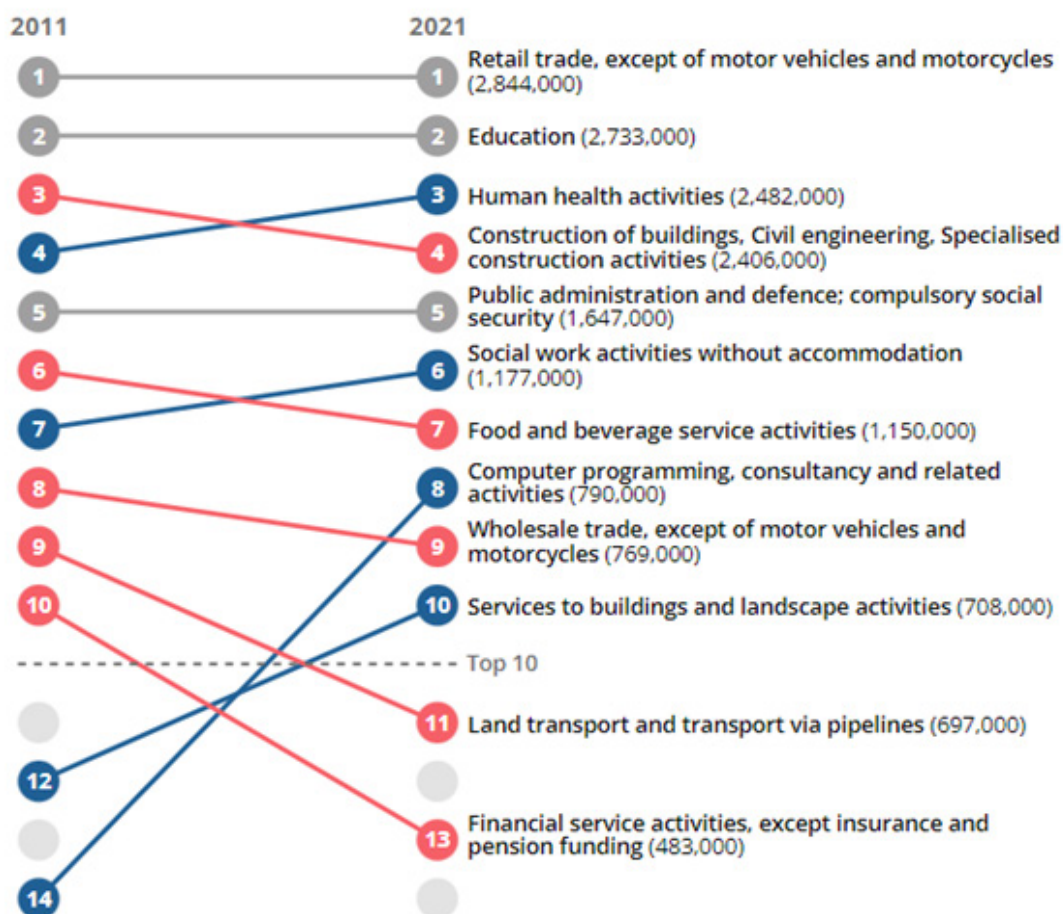 2011 2021
1 1 Retail trade, except of motor vehicles and motorcycles
(2,844,000)
2 2 Education (2,733,000)
3 3 Human health activities (2,482,000)
4 4 Construction of buildings, Civil engineering, Specialised
construction activities (2,406,000)
5 5 Public administration and defence; compulsory social
security (1,647,000)
6 6 Social work activities without accommodation
(1,177,000)
7 7 Food and beverage service activities (1,150,000)
8 8 Computer programming, consultancy and related
activities (790,000)
9 9 Wholesale trade, except of motor vehicles and
motorcycles (769,000)
10 10 Services to buildings and landscape activities (708,000)
Top 10
11 Land transport and transport via pipelines (697,000)
12
13 Financial service activities, except insurance and
pension funding (483,000)
14